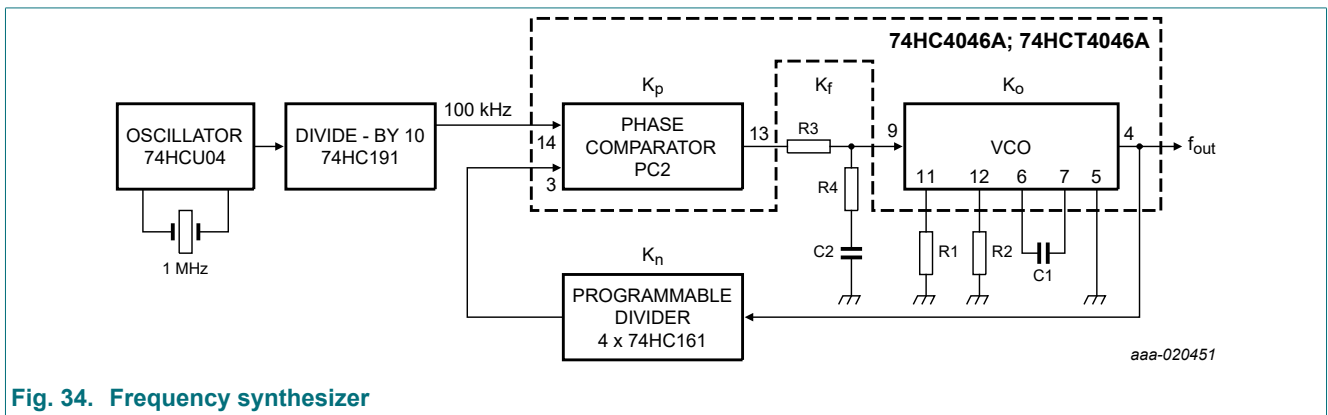 74HC4046A; 74HCT4046A
Kp
Kf
Ko
100 kHz
OSCILLATOR
74HCU04
DIVIDE - BY 10
74HC191
14
3
PHASE
COMPARATOR
PC2
13
R3
9
VCO
4
fout
11
12
6
7
5
R4
C2
R1
R2
C1
1 MHz
Kn
PROGRAMMABLE
DIVIDER
4 x 74HC161
aaa-020451
Fig. 34. Frequency synthesizer